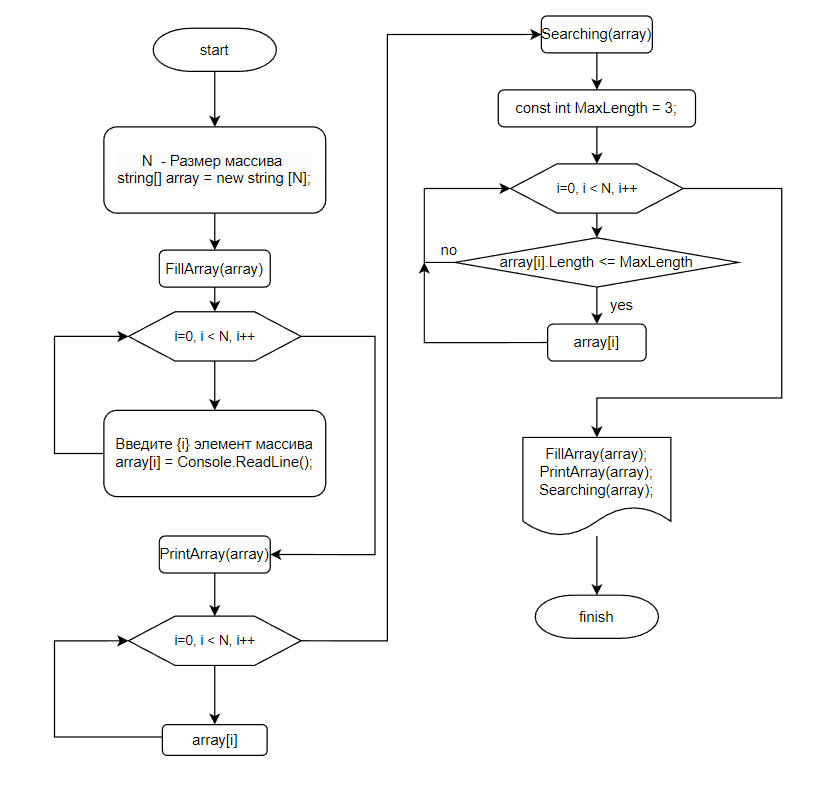 start
N - Размер массива
string[] array = new string [N];
FillArray(array)
i=0, i < N, i++
Введите {i} элемент массива
array[i] = Console.ReadLine();
PrintArray(array)
i=0, i < N, i++
array[i]
Searching(array)
const int MaxLength = 3;
i=0, i < N, i++
no
array[i].Length <= MaxLength
yes
array[i]
FillArray(array);
PrintArray(array);
Searching(array);
finish